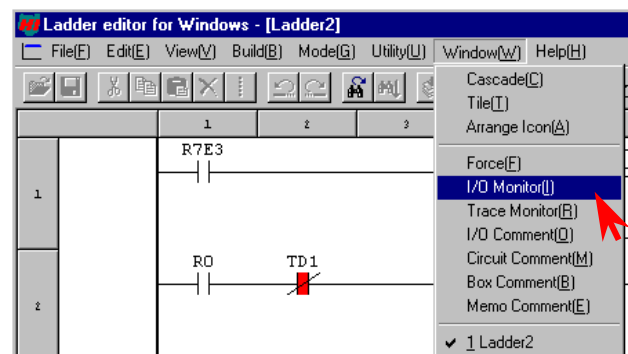 Ladder editor for Windows - [Ladder2]
File(F) Edit(E) View(V) Build(B) Mode(G) Utility(U) Window(W) Help(H)
Cascade(C)
Tile(T)
Arrange Icon(A)
Force(F)
I/O Monitor(I)
Trace Monitor(R)
I/O Comment(O)
Circuit Comment(M)
Box Comment(B)
Memo Comment(E)
✔ 1 Ladder2
1 2 3
R7E3
1
R0 TD1
2